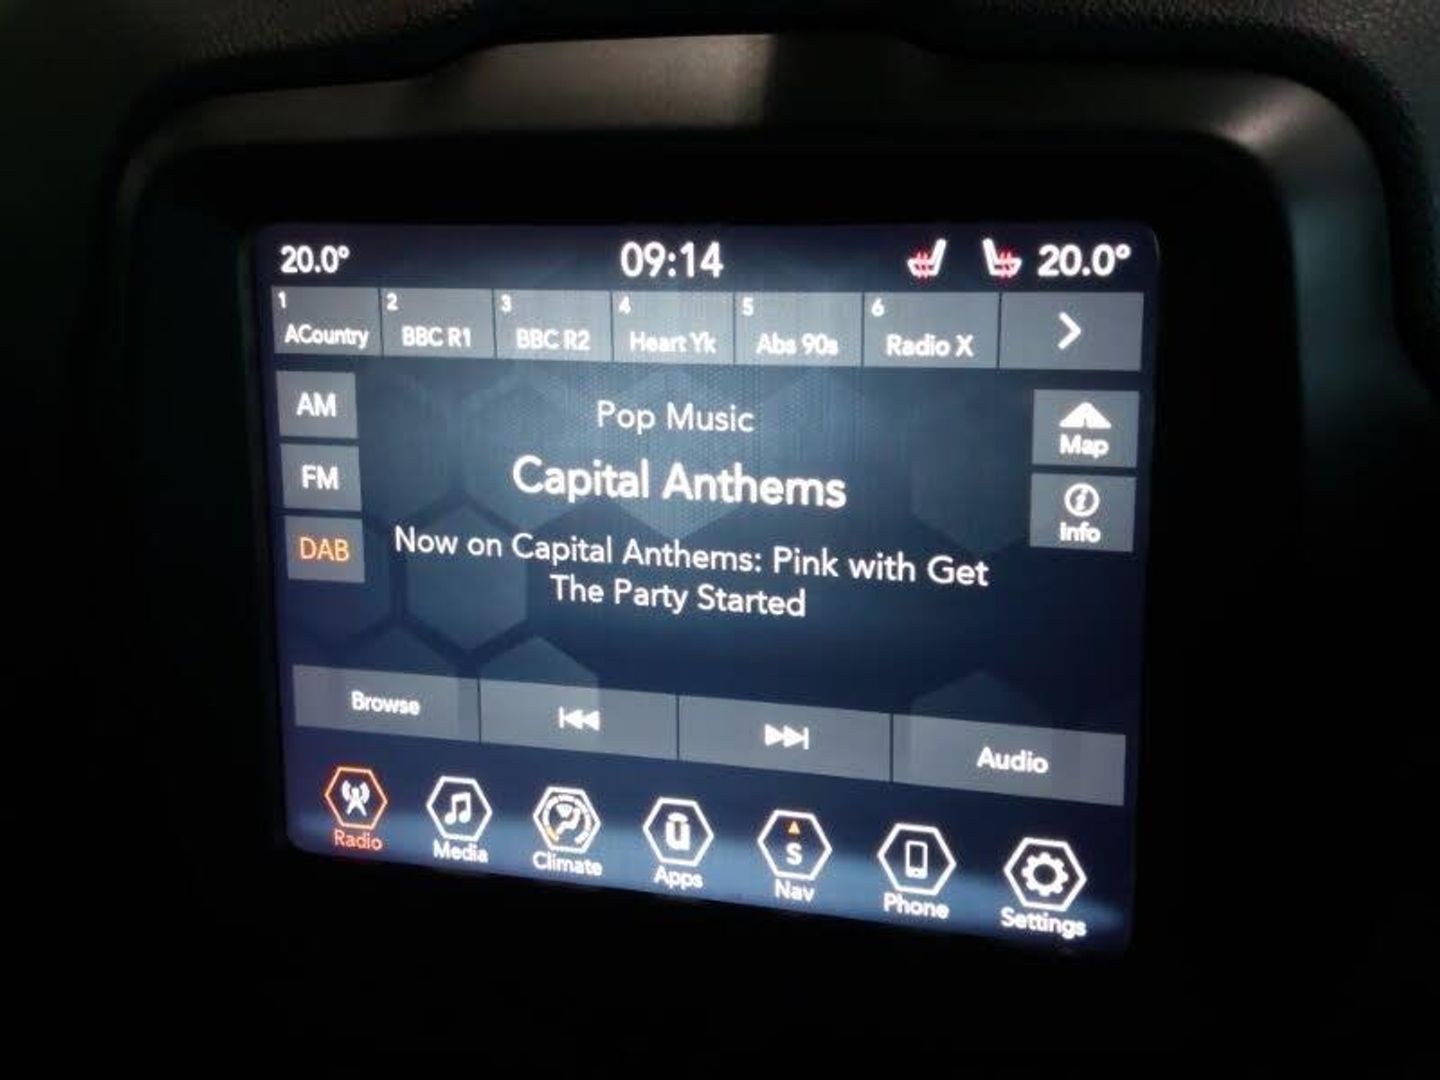 20.0°
09:14
20.0°
1
ACountry
2
BBC R1
3
BBC R2
4
Heart Yk
5
Abs 90s
6
Radio X
AM
FM
DAB
Pop Music
Capital Anthems
Now on Capital Anthems: Pink with Get
The Party Started
Map
Info
Browse
Audio
Radio
Media
Climate
Apps
S
Nav
Phone
Settings